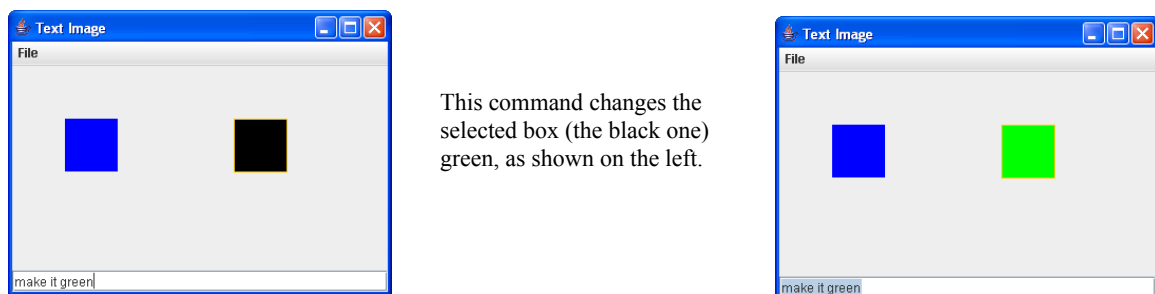 Text Image
File
make it green
This command changes the
selected box (the black one)
green, as shown on the left.
Text Image
File
make it green